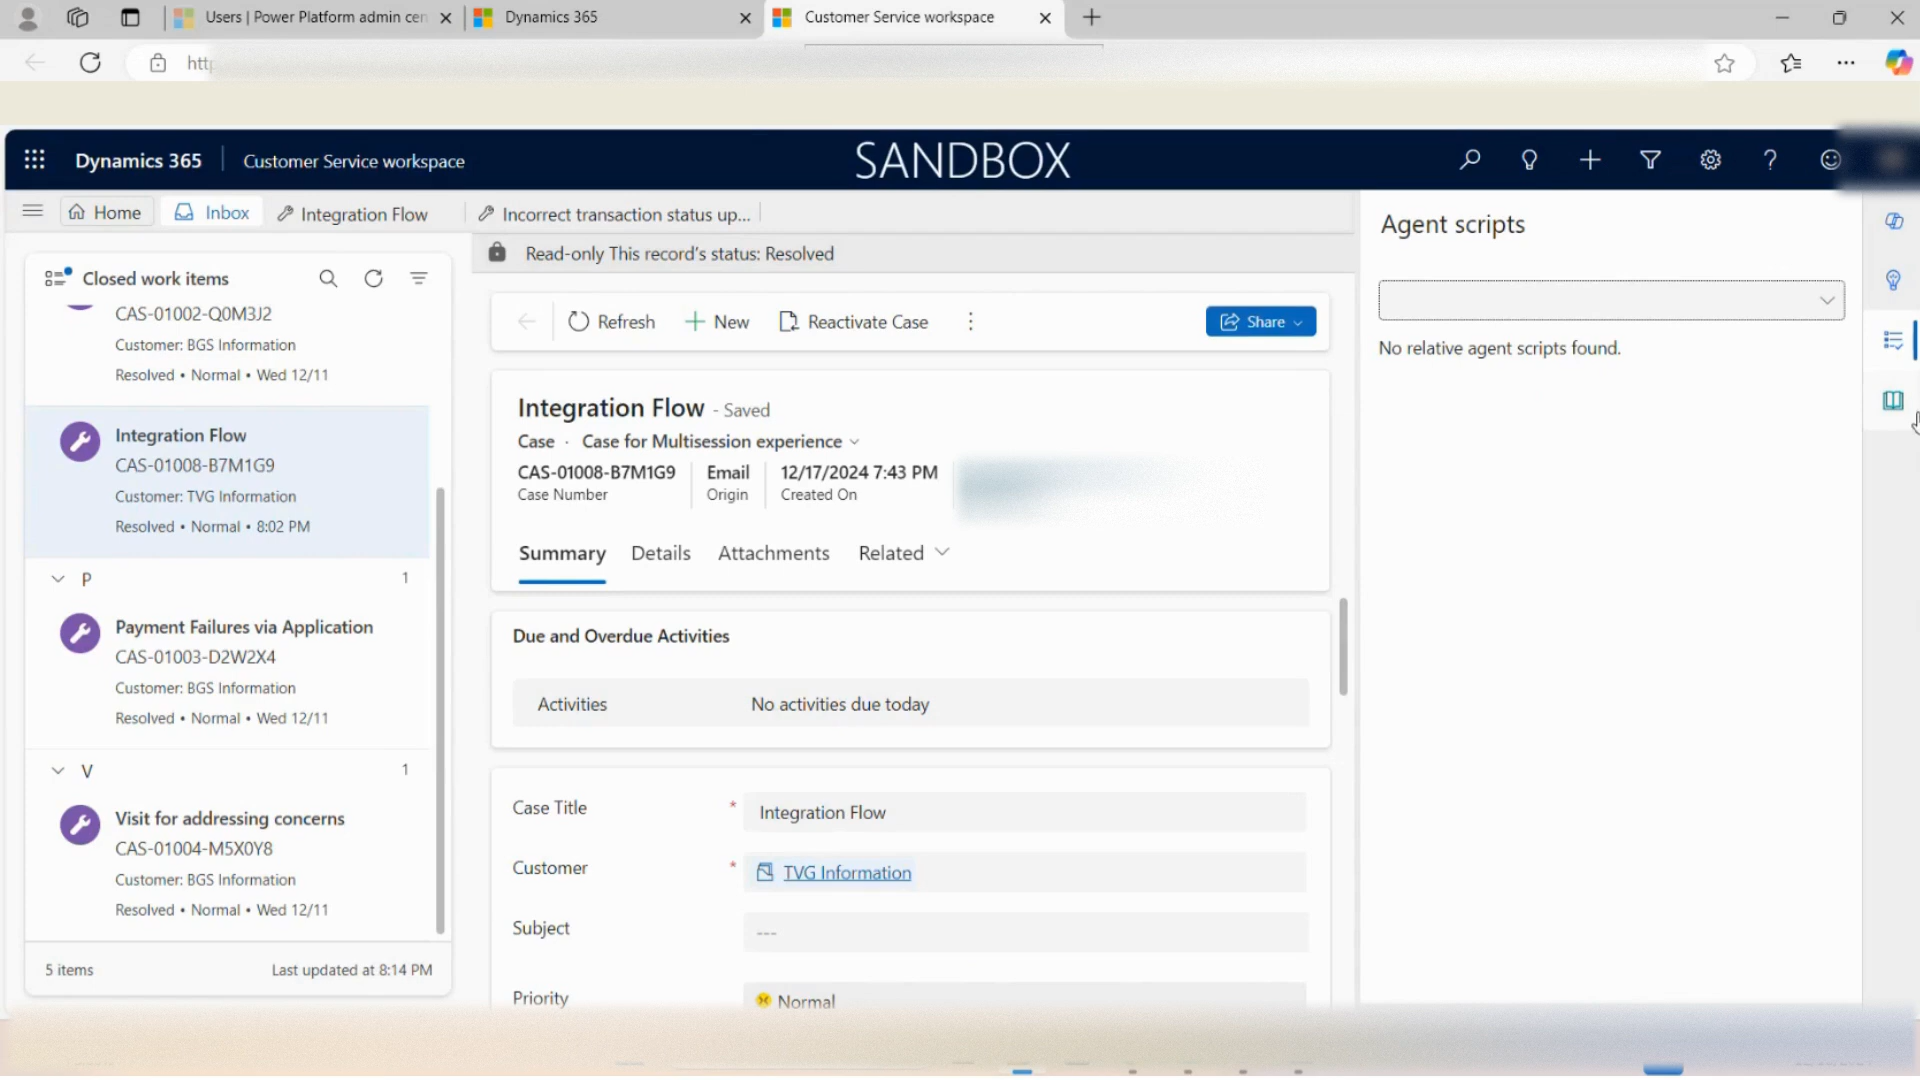 Users | Power Platform admin cen
Dynamics 365
Customer Service workspace
Dynamics 365
Customer Service workspace
SANDBOX
Home
Inbox
Integration Flow
Incorrect transaction status up...
Read-only This record's status: Resolved
Closed work items
CAS-01002-Q0M3J2
Customer: BGS Information
Resolved • Normal • Wed 12/11
Integration Flow
CAS-01008-B7M1G9
Customer: TVG Information
Resolved • Normal • 8:02 PM
P
1
Payment Failures via Application
CAS-01003-D2W2X4
Customer: BGS Information
Resolved • Normal • Wed 12/11
V
1
Visit for addressing concerns
CAS-01004-M5X0Y8
Customer: BGS Information
Resolved • Normal • Wed 12/11
5 items
Last updated at 8:14 PM
Refresh
New
Reactivate Case
Share
Integration Flow - Saved
Case · Case for Multisession experience
CAS-01008-B7M1G9
Case Number
Email
Origin
12/17/2024 7:43 PM
Created On
Summary
Details
Attachments
Related
Due and Overdue Activities
Activities
No activities due today
Case Title
*
Integration Flow
Customer
*
TVG Information
Subject
---
Priority
Normal
Agent scripts
No relative agent scripts found.